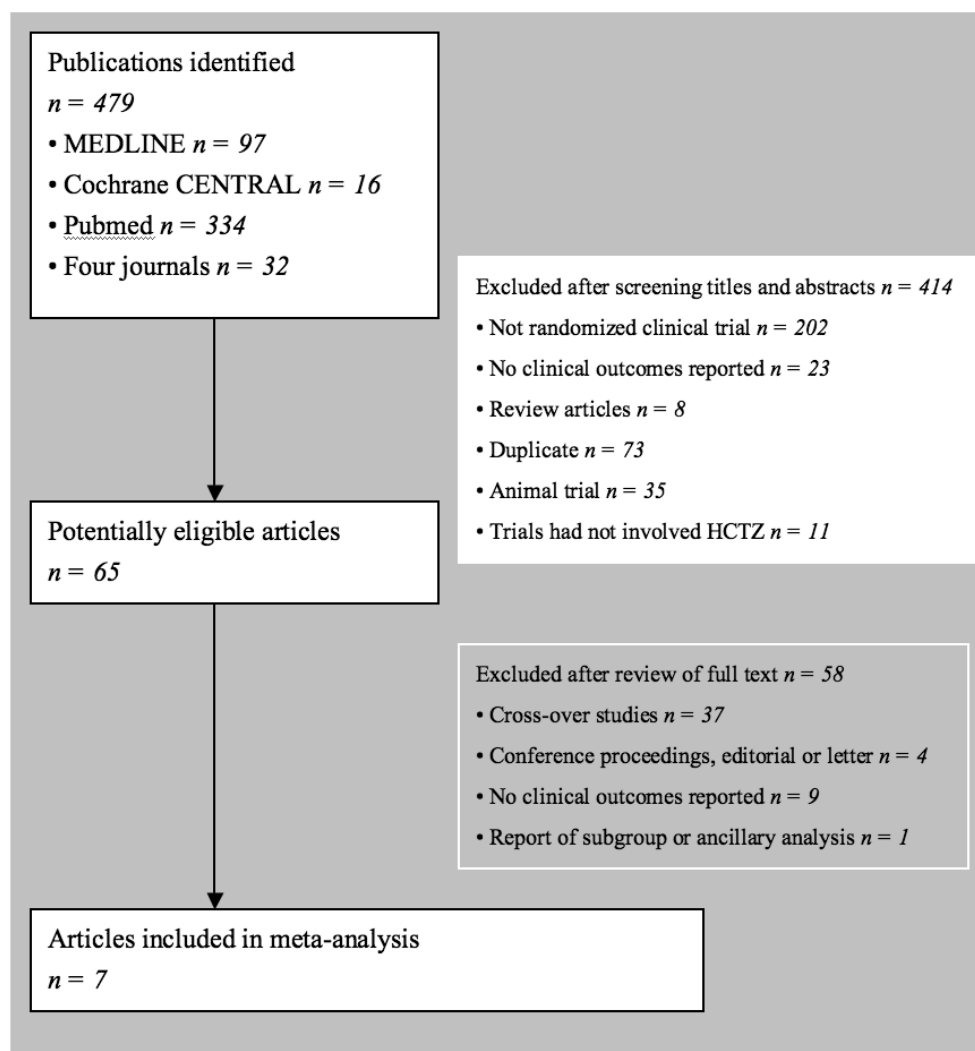 Publications identified
n = 479
• MEDLINE n = 97
• Cochrane CENTRAL n = 16
• Pubmed n = 334
• Four journals n = 32
Excluded after screening titles and abstracts n = 414
• Not randomized clinical trial n = 202
• No clinical outcomes reported n = 23
• Review articles n = 8
• Duplicate n = 73
• Animal trial n = 35
• Trials had not involved HCTZ n = 11
Potentially eligible articles
n = 65
Excluded after review of full text n = 58
• Cross-over studies n = 37
• Conference proceedings, editorial or letter n = 4
• No clinical outcomes reported n = 9
• Report of subgroup or ancillary analysis n = 1
Articles included in meta-analysis
n = 7